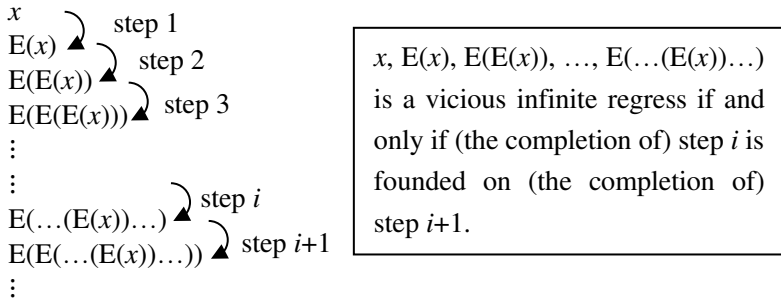 x
step 1
E(x)
step 2
E(E(x))
step 3
E(E(E(x)))
⋮
⋮
step i
E(…(E(x))…)
step i+1
E(E(…(E(x))…))
⋮
x, E(x), E(E(x)), …, E(…(E(x))…)
is a vicious infinite regress if and
only if (the completion of) step i is
founded on (the completion of)
step i+1.